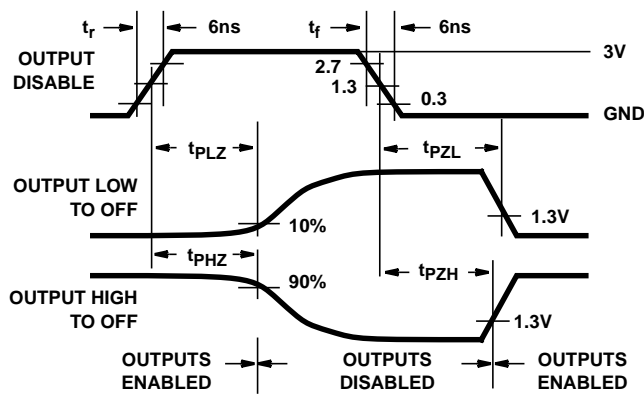 tr
6ns
tf
6ns
OUTPUT
DISABLE
2.7
1.3
0.3
3V
GND
tPLZ
tPZL
OUTPUT LOW
TO OFF
10%
1.3V
tPHZ
tPZH
OUTPUT HIGH
TO OFF
90%
1.3V
OUTPUTS
ENABLED
OUTPUTS
DISABLED
OUTPUTS
ENABLED